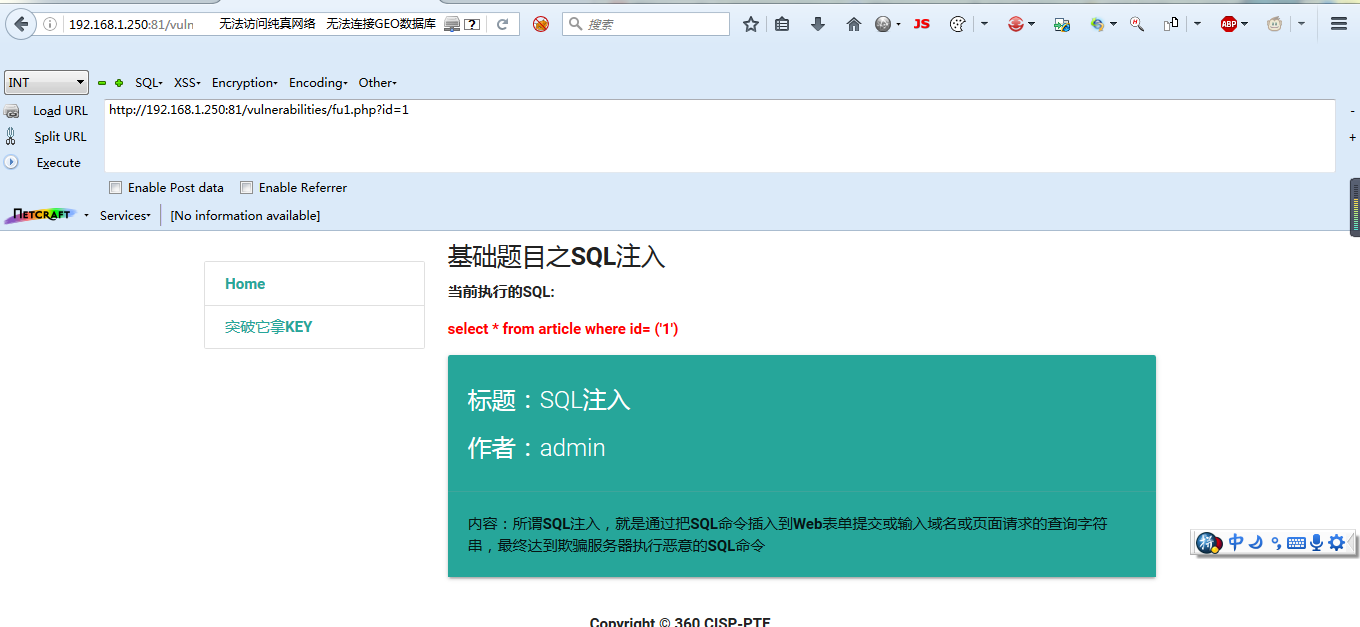 192.168.1.250:81/vuln 无法访问纯真网络 无法连接GEO数据库 搜索 JS ABP
INT SQL XSS Encryption Encoding Other
Load URL http://192.168.1.250:81/vulnerabilities/fu1.php?id=1
Split URL
Execute
Enable Post data Enable Referrer
NETCRAFT Services [No information available]
基础题目之SQL注入
Home
当前执行的SQL:
突破它拿KEY
select * from article where id= ('1')
标题：SQL注入
作者：admin
内容：所谓SQL注入，就是通过把SQL命令插入到Web表单提交或输入域名或页面请求的查询字符
串，最终达到欺骗服务器执行恶意的SQL命令
拼 中
Copyright © 360 CISP-PTE